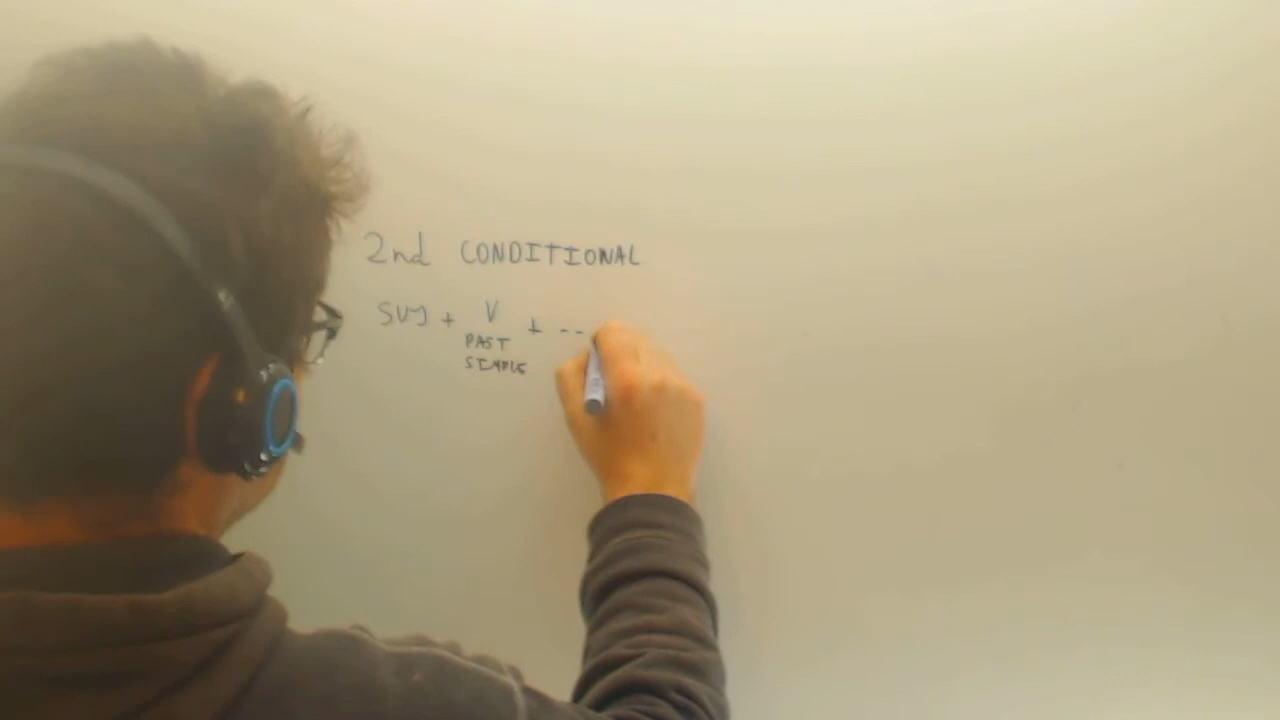 2nd CONDITIONAL
SUJ + V + ---
PAST
SIMPLE